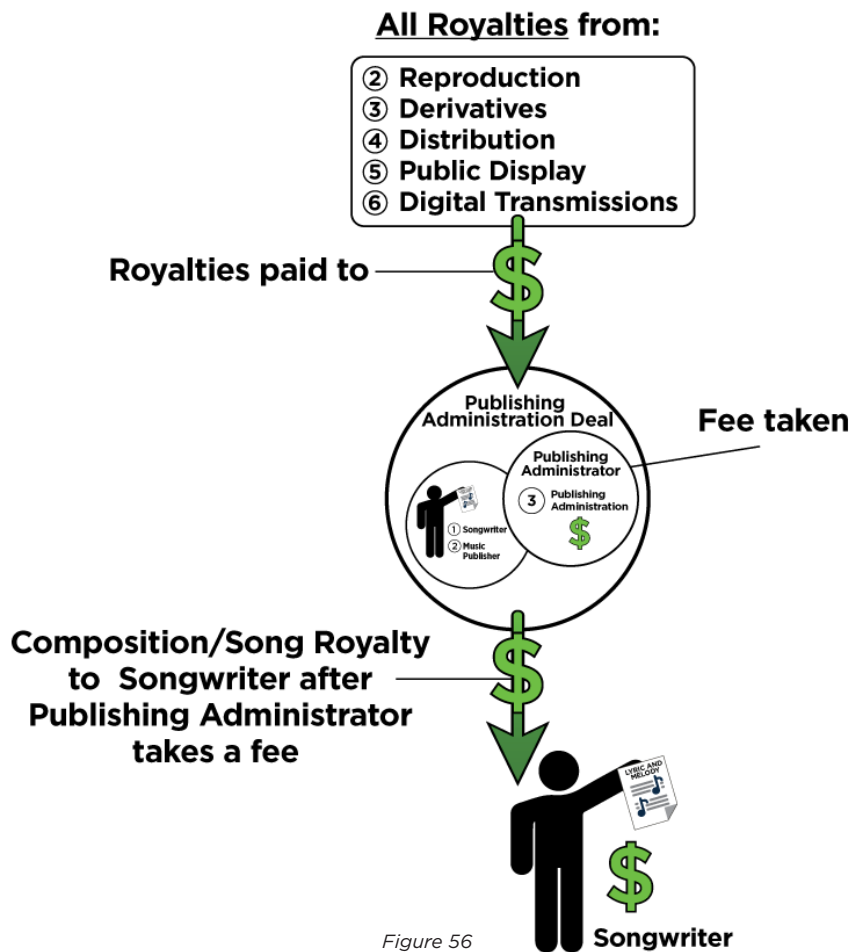 All Royalties from:
② Reproduction
③ Derivatives
④ Distribution
⑤ Public Display
⑥ Digital Transmissions
Royalties paid to
$
Publishing
Administration Deal
Fee taken
Publishing
Administrator
③ Publishing
Administration
$
① Songwriter
② Music
Publisher
Composition/Song Royalty
to Songwriter after
Publishing Administrator
takes a fee
$
LYRIC AND
MELODY
$
Songwriter
Figure 56